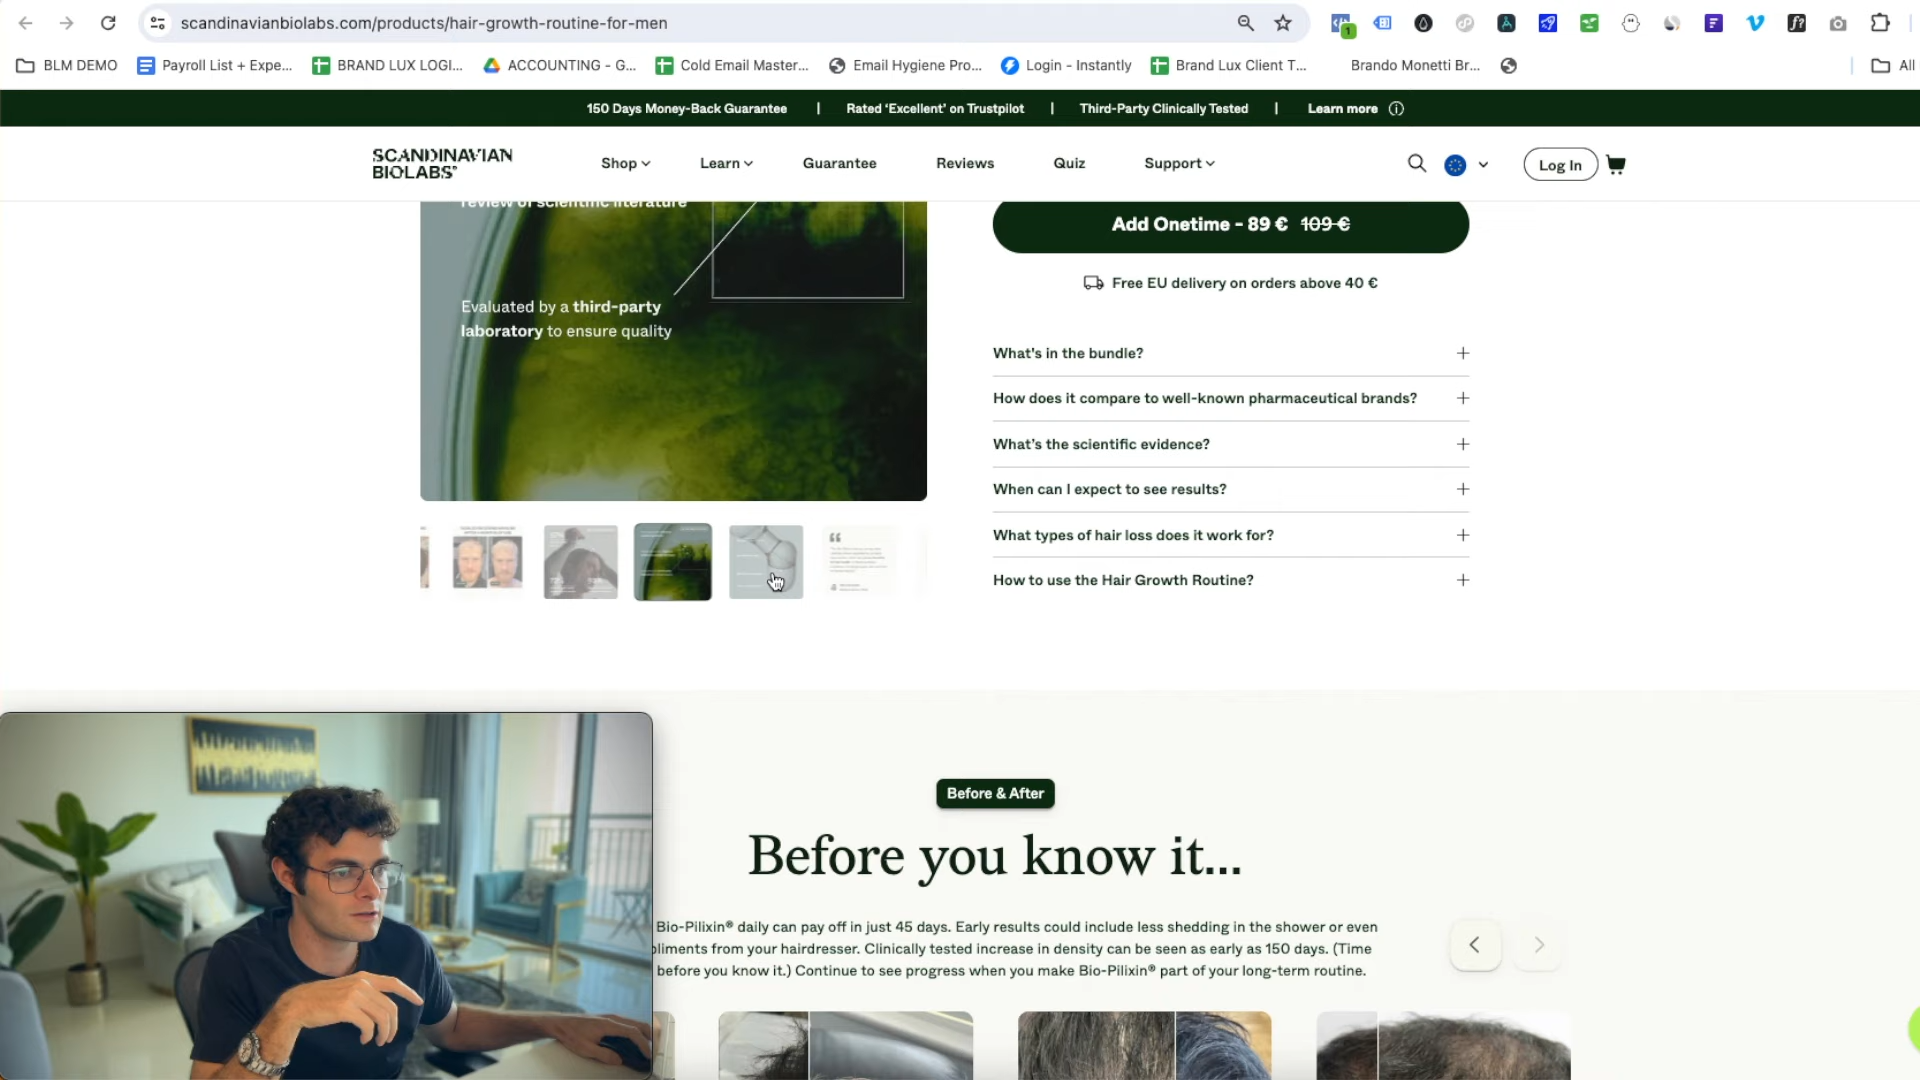 scandinavianbiolabs.com/products/hair-growth-routine-for-men
1
BLM DEMO
Payroll List + Expe...
BRAND LUX LOGI...
ACCOUNTING - G...
Cold Email Master...
Email Hygiene Pro...
Login - Instantly
Brand Lux Client T...
Brando Monetti Br...
All
150 Days Money-Back Guarantee | Rated 'Excellent' on Trustpilot | Third-Party Clinically Tested | Learn more
SCANDINAVIAN
BIOLABS®
Shop
Learn
Guarantee
Reviews
Quiz
Support
Log In
review of scientific literature
Evaluated by a third-party
laboratory to ensure quality
Add Onetime - 89 € 109 €
Free EU delivery on orders above 40 €
What's in the bundle?
How does it compare to well-known pharmaceutical brands?
What's the scientific evidence?
When can I expect to see results?
What types of hair loss does it work for?
How to use the Hair Growth Routine?
Before & After
Before you know it...
Bio-Pilixin® daily can pay off in just 45 days. Early results could include less shedding in the shower or even
pliments from your hairdresser. Clinically tested increase in density can be seen as early as 150 days. (Time
before you know it.) Continue to see progress when you make Bio-Pilixin® part of your long-term routine.